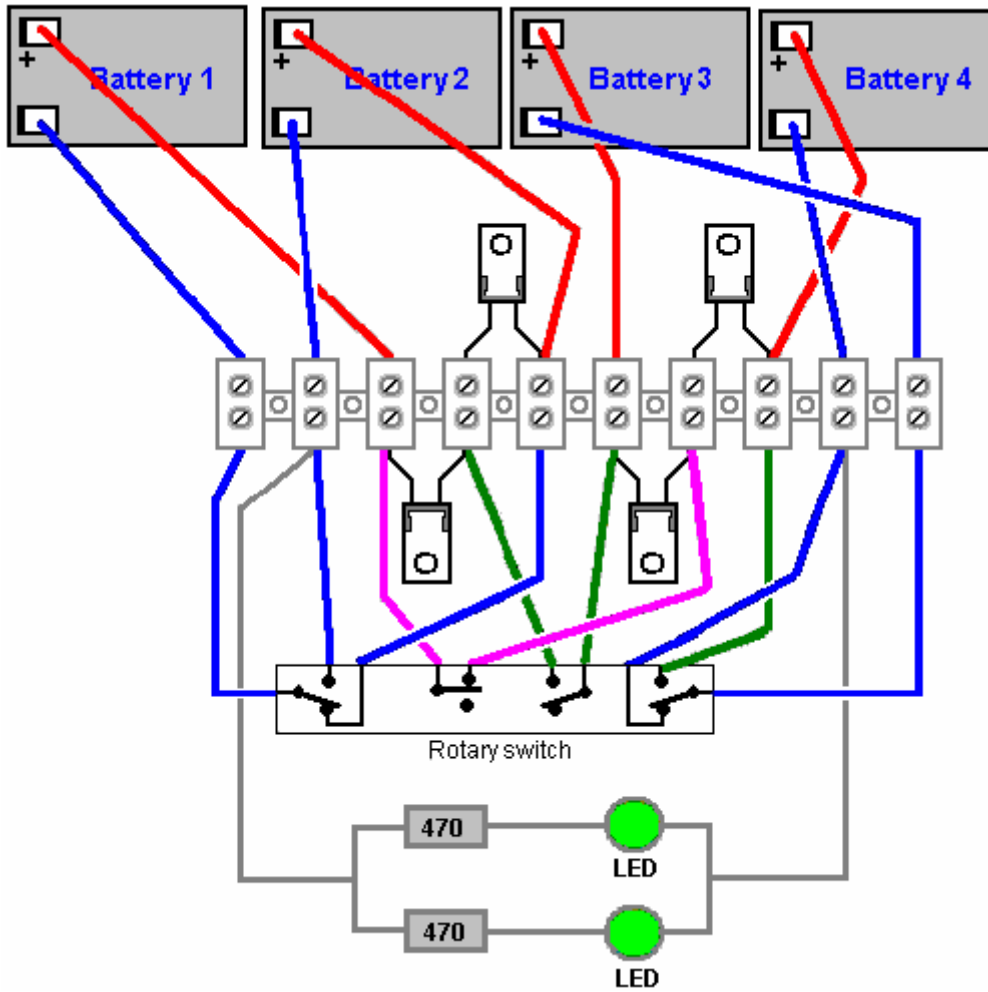 Battery 1
+
Battery 2
+
Battery 3
+
Battery 4
+
Rotary switch
470
LED
470
LED